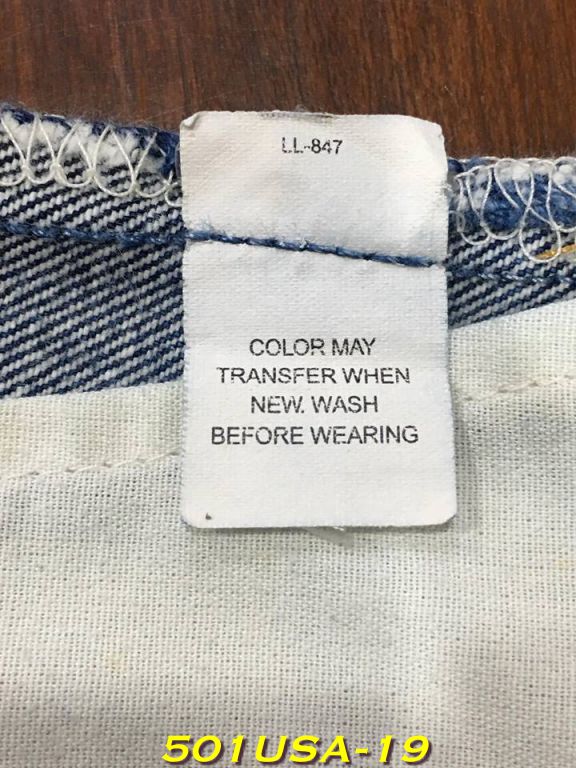 LL-847
COLOR MAY
TRANSFER WHEN
NEW. WASH
BEFORE WEARING
501USA-19